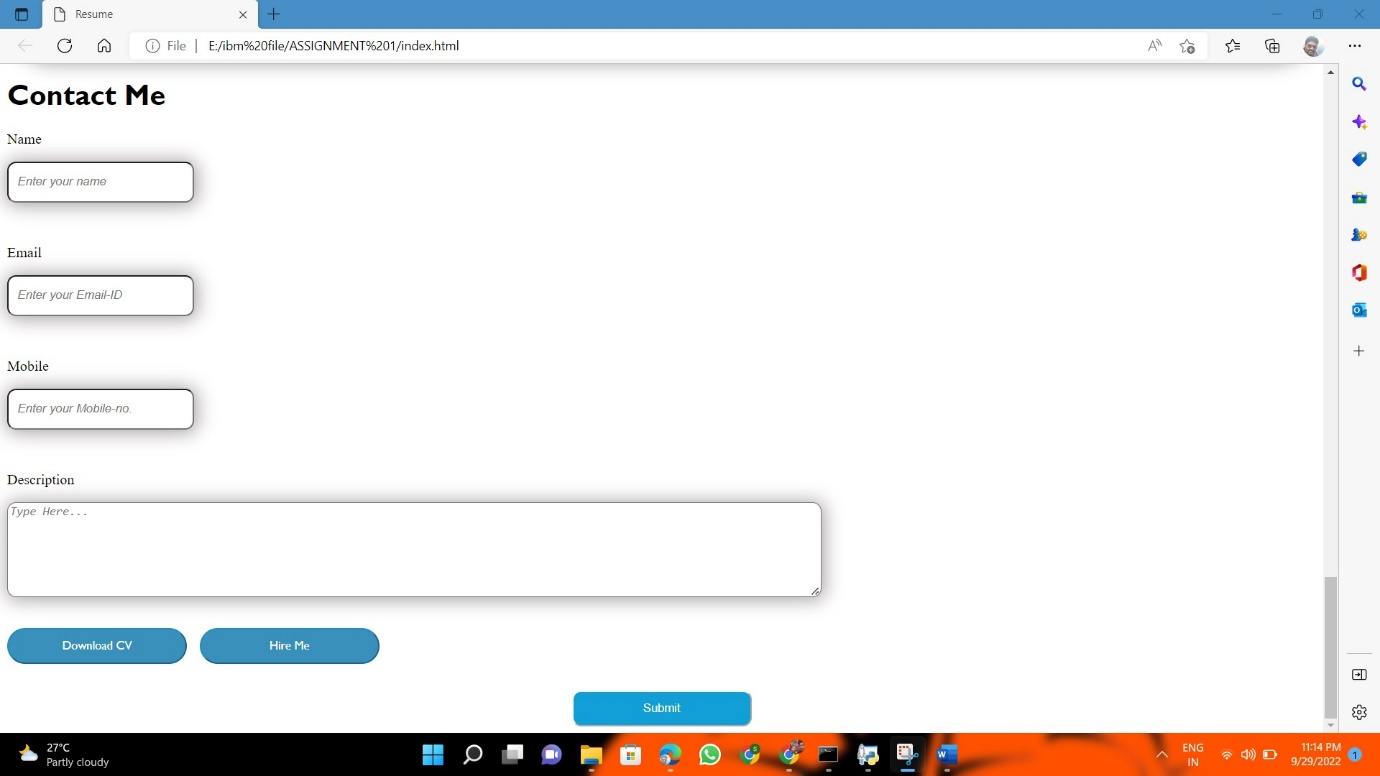 Resume
File | E:/ibm%20file/ASSIGNMENT%201/index.html
Contact Me
Name
Enter your name
Email
Enter your Email-ID
Mobile
Enter your Mobile-no.
Description
Type Here...
Download CV
Hire Me
Submit
27°C
Partly cloudy
ENG
IN
11:14 PM
9/29/2022
1